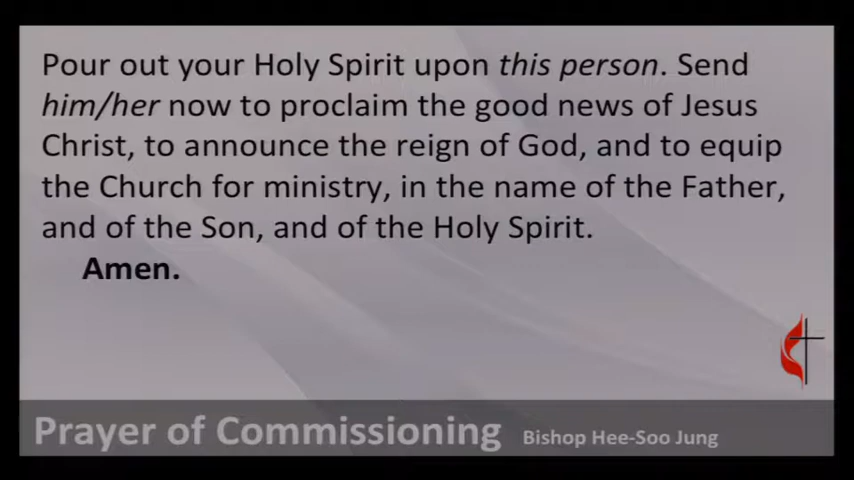 Pour out your Holy Spirit upon this person. Send
him/her now to proclaim the good news of Jesus
Christ, to announce the reign of God, and to equip
the Church for ministry, in the name of the Father,
and of the Son, and of the Holy Spirit.
Amen.
Prayer of Commissioning Bishop Hee-Soo Jung